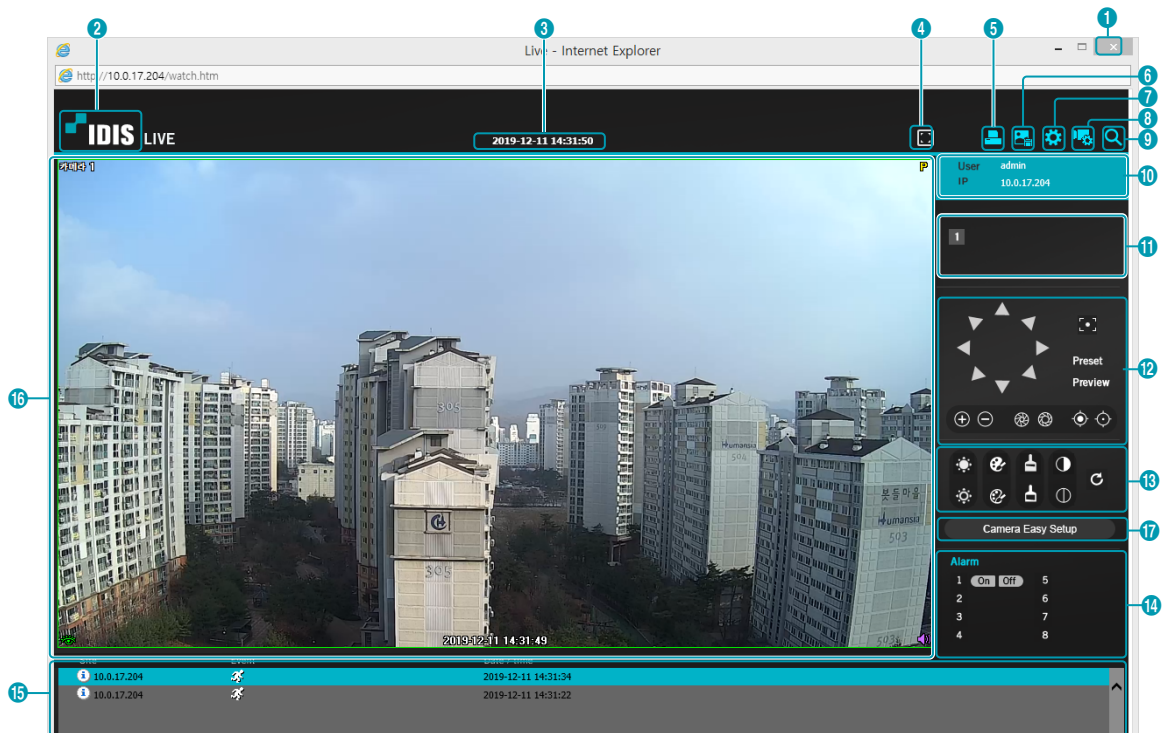 2
3
4
5
1
Live - Internet Explorer
http://10.0.17.204/watch.htm
6
7
8
9
IDIS LIVE
2019-12-11 14:31:50
카메라 1
P
User admin
IP 10.0.17.204
10
1
11
Preset
Preview
12
16
305
504
Humansia
봇들마을
Humansia
503
305
503
13
Camera Easy Setup
17
Alarm
1 On Off 5
2 6
3 7
4 8
14
2019-12-11 14:31:49
Site Event Date / Time
15
10.0.17.204 2019-12-11 14:31:34
10.0.17.204 2019-12-11 14:31:22